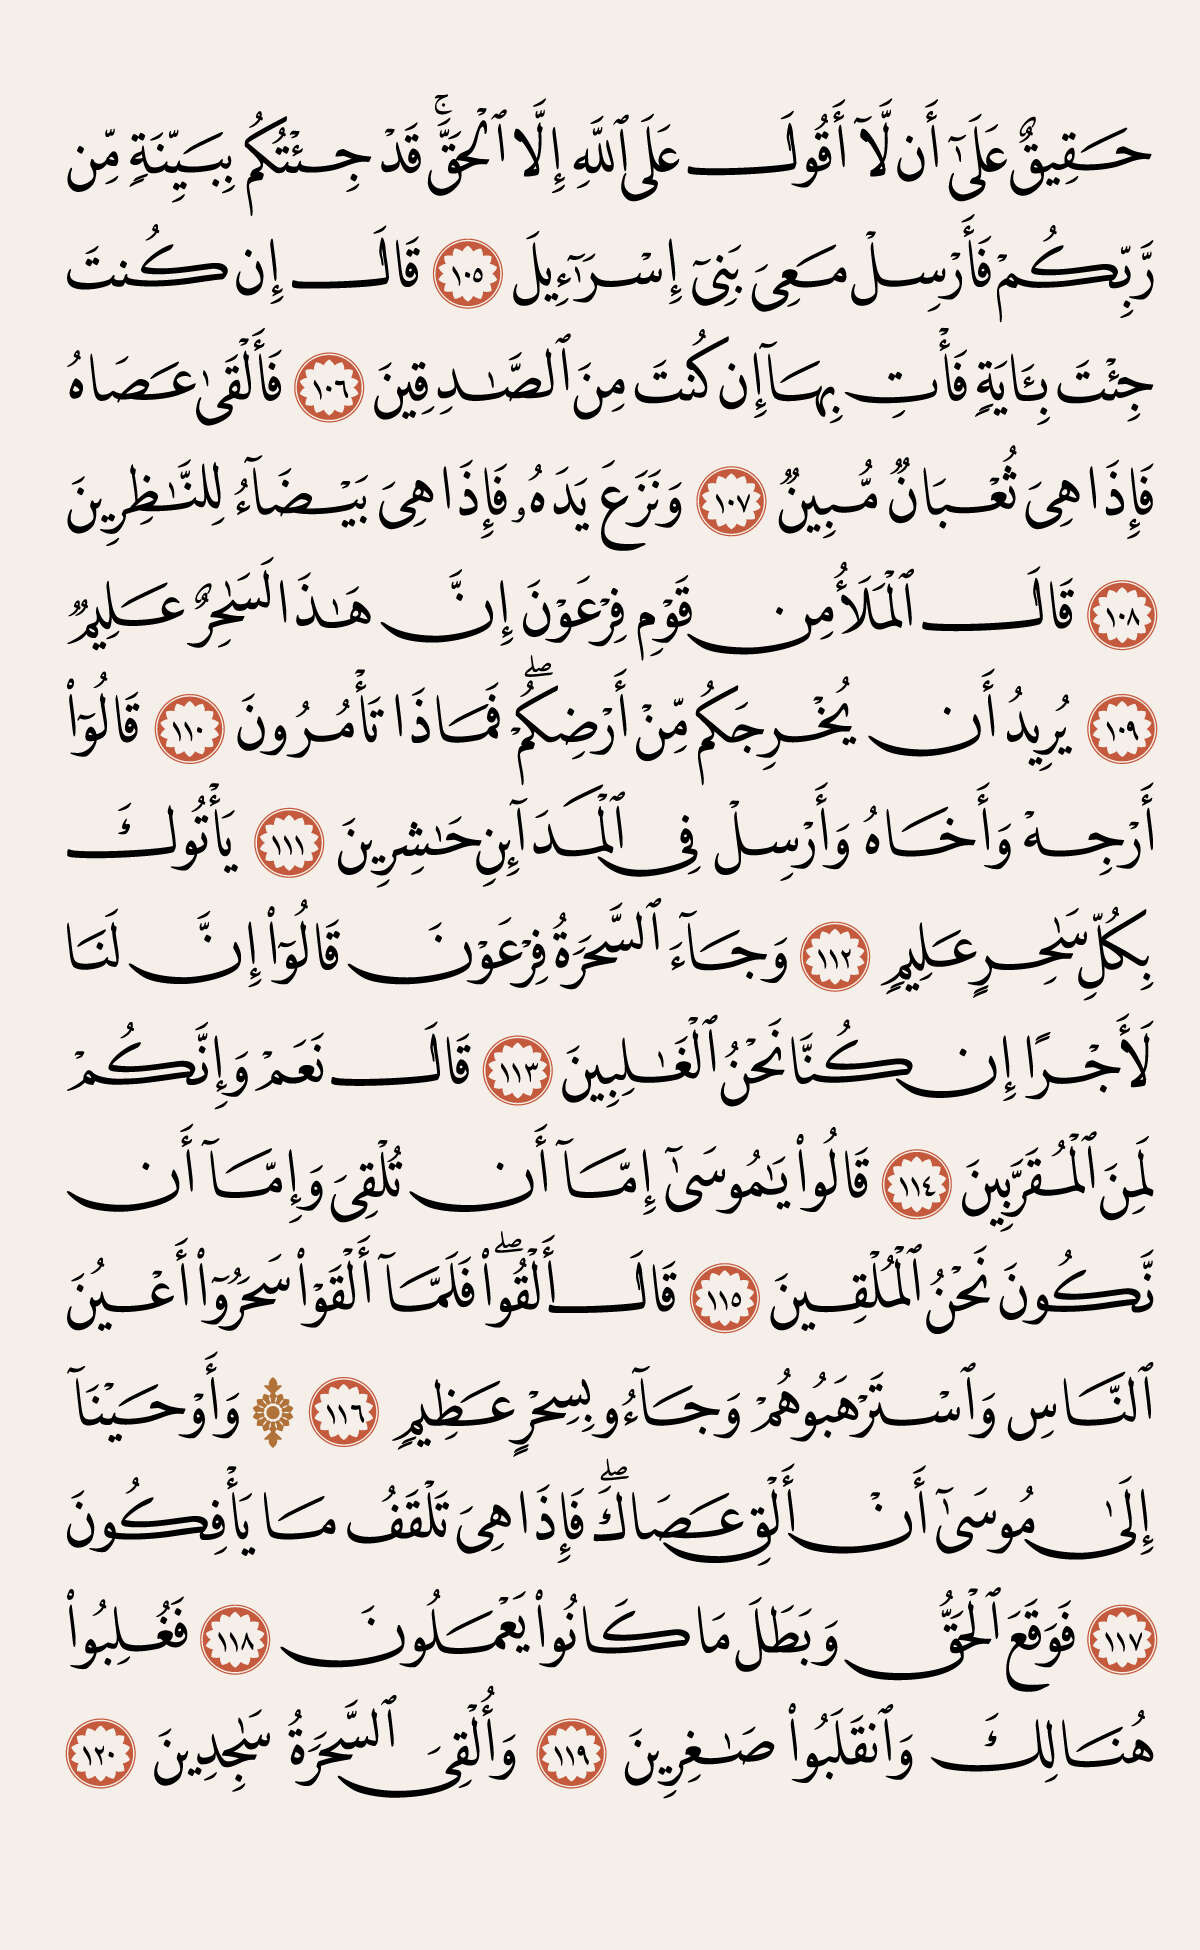 حَقِيقٌ عَلَىٰٓ أَن لَّآ أَقُولَ عَلَى ٱللَّهِ إِلَّا ٱلْحَقَّ ۚ قَدْ جِئْتُكُم بِبَيِّنَةٍ مِّن
رَّبِّكُمْ فَأَرْسِلْ مَعِىَ بَنِىٓ إِسْرَٰٓءِيلَ ١٠٥ قَالَ إِن كُنتَ
جِئْتَ بِـَٔايَةٍ فَأْتِ بِهَآ إِن كُنتَ مِنَ ٱلصَّـٰدِقِينَ ١٠٦ فَأَلْقَىٰ عَصَاهُ
فَإِذَا هِىَ ثُعْبَانٌ مُّبِينٌ ١٠٧ وَنَزَعَ يَدَهُۥ فَإِذَا هِىَ بَيْضَآءُ لِلنَّـٰظِرِينَ
١٠٨ قَالَ ٱلْمَلَأُ مِن قَوْمِ فِرْعَوْنَ إِنَّ هَـٰذَا لَسَـٰحِرٌ عَلِيمٌ
١٠٩ يُرِيدُ أَن يُخْرِجَكُم مِّنْ أَرْضِكُمْ ۖ فَمَاذَا تَأْمُرُونَ ١١٠ قَالُوٓا۟
أَرْجِهْ وَأَخَاهُ وَأَرْسِلْ فِى ٱلْمَدَآئِنِ حَـٰشِرِينَ ١١١ يَأْتُوكَ
بِكُلِّ سَـٰحِرٍ عَلِيمٍ ١١٢ وَجَآءَ ٱلسَّحَرَةُ فِرْعَوْنَ قَالُوٓا۟ إِنَّ لَنَا
لَأَجْرًا إِن كُنَّا نَحْنُ ٱلْغَـٰلِبِينَ ١١٣ قَالَ نَعَمْ وَإِنَّكُمْ
لَمِنَ ٱلْمُقَرَّبِينَ ١١٤ قَالُوا۟ يَـٰمُوسَىٰٓ إِمَّآ أَن تُلْقِىَ وَإِمَّآ أَن
نَّكُونَ نَحْنُ ٱلْمُلْقِينَ ١١٥ قَالَ أَلْقُوا۟ ۖ فَلَمَّآ أَلْقَوْا۟ سَحَرُوٓا۟ أَعْيُنَ
ٱلنَّاسِ وَٱسْتَرْهَبُوهُمْ وَجَآءُو بِسِحْرٍ عَظِيمٍ ١١٦ ۞ وَأَوْحَيْنَآ
إِلَىٰ مُوسَىٰٓ أَنْ أَلْقِ عَصَاكَ ۖ فَإِذَا هِىَ تَلْقَفُ مَا يَأْفِكُونَ
١١٧ فَوَقَعَ ٱلْحَقُّ وَبَطَلَ مَا كَانُوا۟ يَعْمَلُونَ ١١٨ فَغُلِبُوا۟
هُنَالِكَ وَٱنقَلَبُوا۟ صَـٰغِرِينَ ١١٩ وَأُلْقِىَ ٱلسَّحَرَةُ سَـٰجِدِينَ ١٢٠